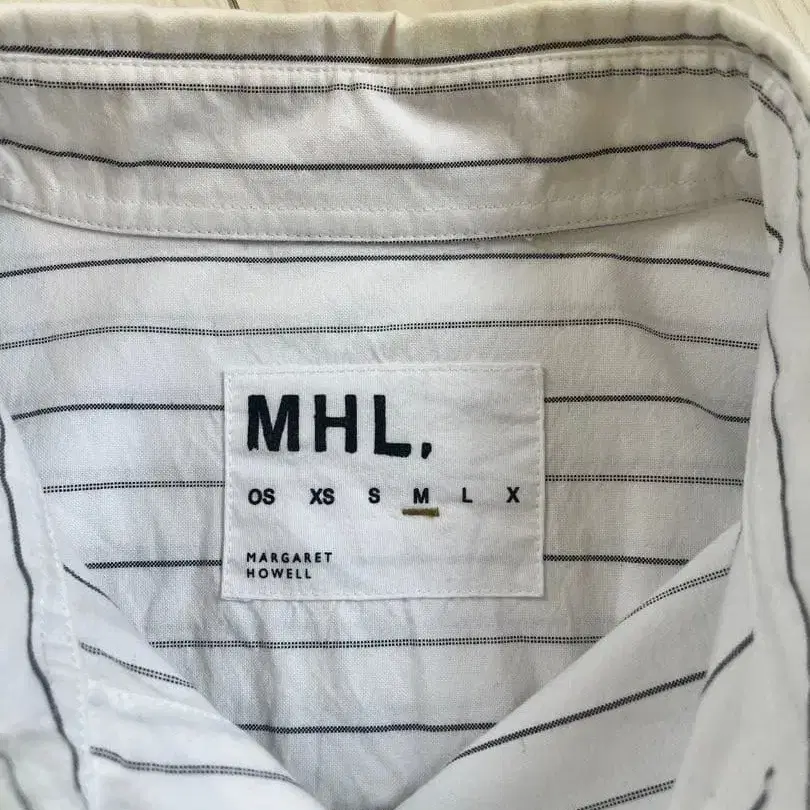 MHL.
OS XS S M L X
MARGARET
HOWELL